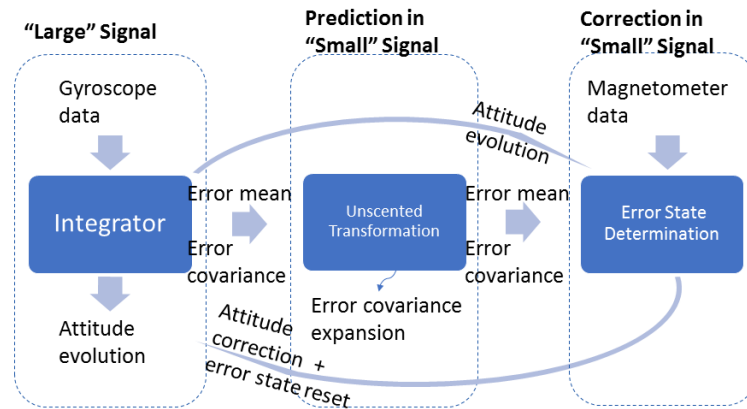 “Large” Signal
Prediction in
“Small” Signal
Correction in
“Small” Signal
Gyroscope
data
Magnetometer
data
Attitude
evolution
Integrator
Error mean
Error
covariance
Unscented
Transformation
Error mean
Error
covariance
Error State
Determination
Attitude
evolution
Error covariance
expansion
Attitude
correction +
error state reset